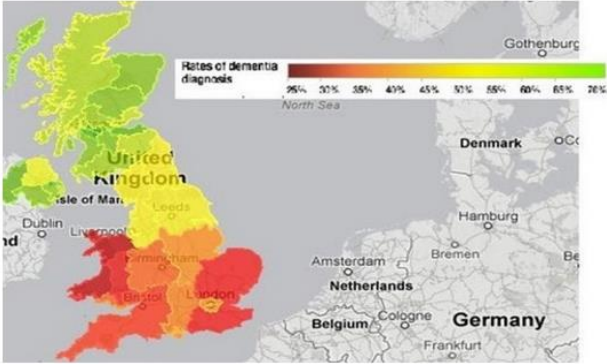 Gothenburg
Rates of dementia
diagnosis
25% 30% 35% 40% 45% 50% 55% 60% 65% 70%
North Sea
Denmark
United
Kingdom
Isle of Man
Leeds
Dublin
Liverpool
Hamburg
Bremen
Birmingham
Amsterdam
Netherlands
Bristol
London
Belgium
Cologne
Germany
Frankfurt